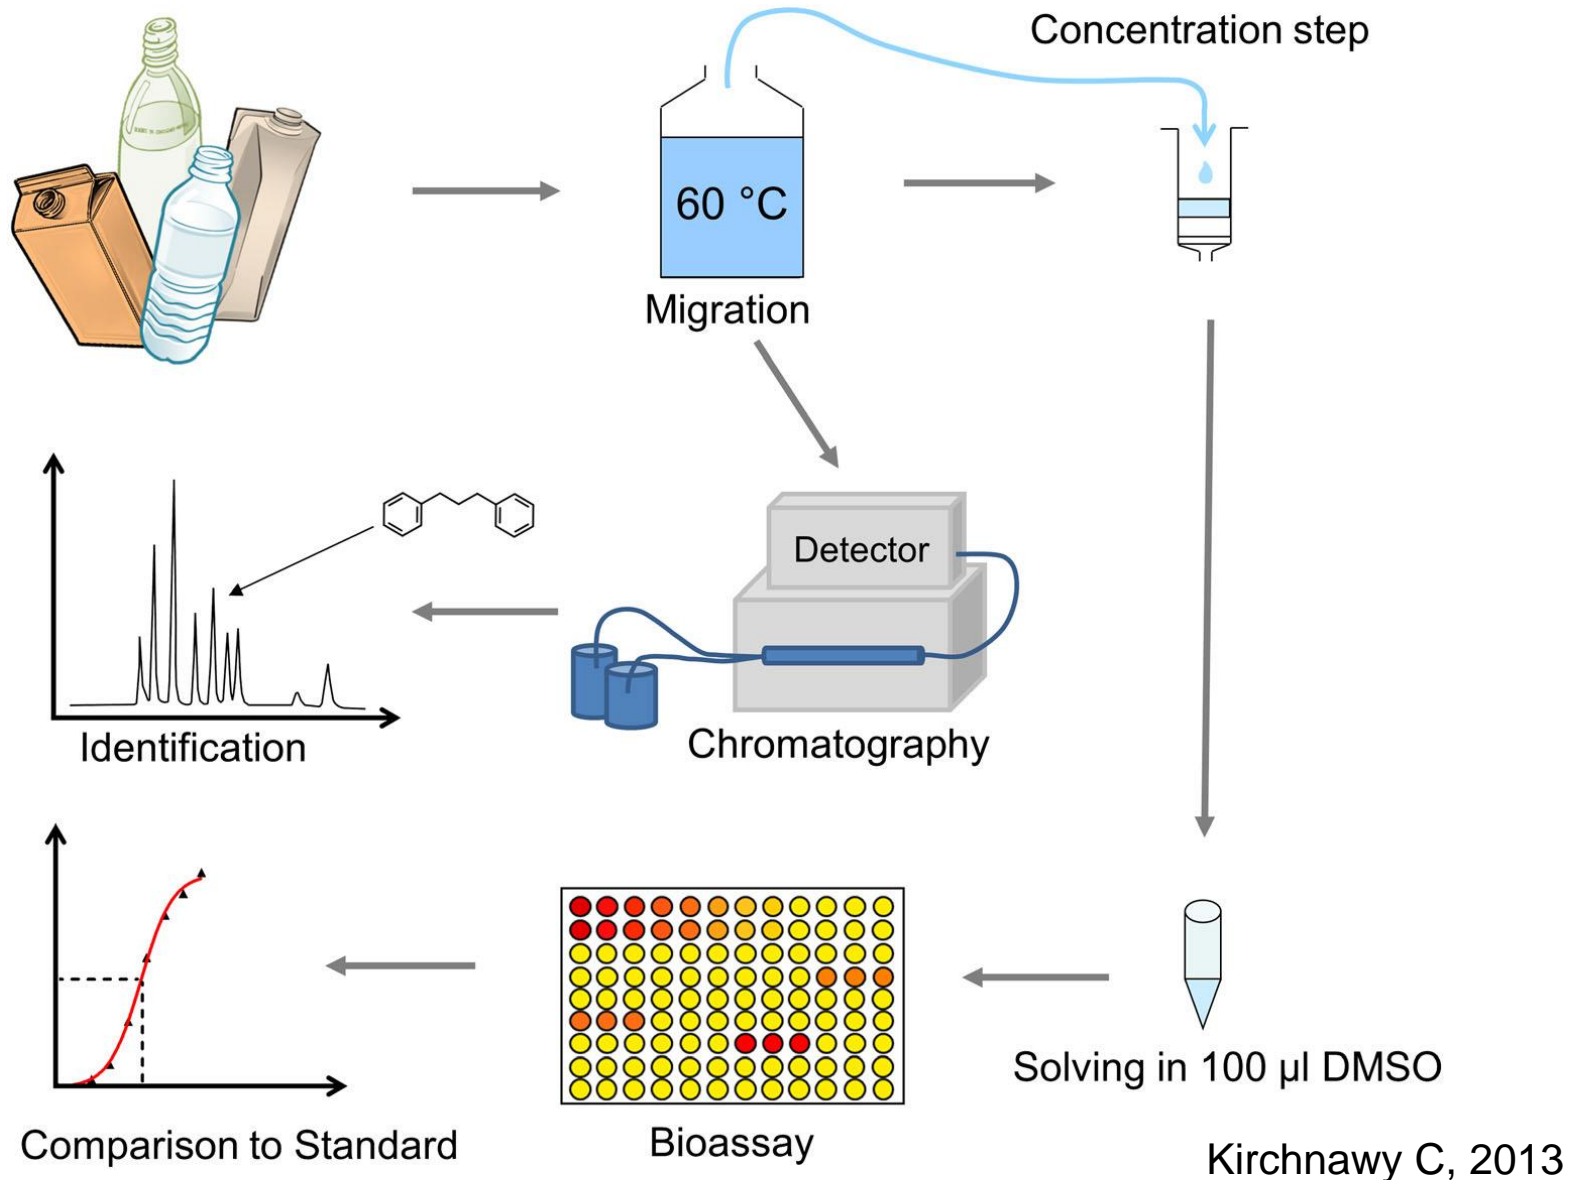 Concentration step
60 °C
Migration
Detector
Chromatography
Identification
Solving in 100 µl DMSO
Bioassay
Comparison to Standard
Kirchnawy C, 2013